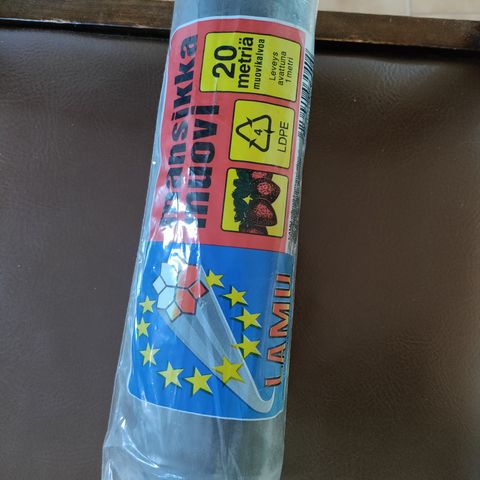 mansikka
muovi
20
metriä
muovikalvoa
Leveys
avattuna
1 metri
4
LDPE
LAMU